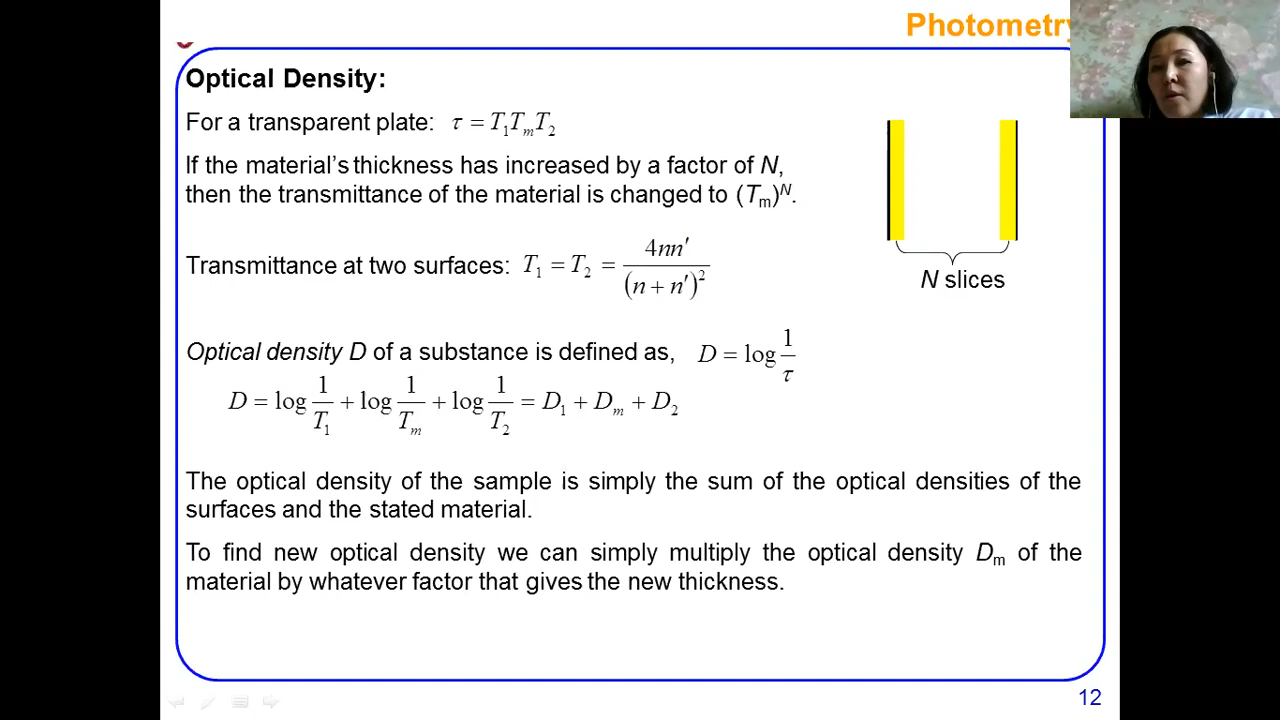 Photometry
Optical Density:
For a transparent plate: τ = T₁TₘT₂
If the material's thickness has increased by a factor of N,
then the transmittance of the material is changed to (Tₘ)ᴺ.
Transmittance at two surfaces: T₁ = T₂ = 4nn′ / (n + n′)²
N slices
Optical density D of a substance is defined as, D = log 1/τ
D = log 1/T₁ + log 1/Tₘ + log 1/T₂ = D₁ + Dₘ + D₂
The optical density of the sample is simply the sum of the optical densities of the
surfaces and the stated material.
To find new optical density we can simply multiply the optical density Dₘ of the
material by whatever factor that gives the new thickness.
12